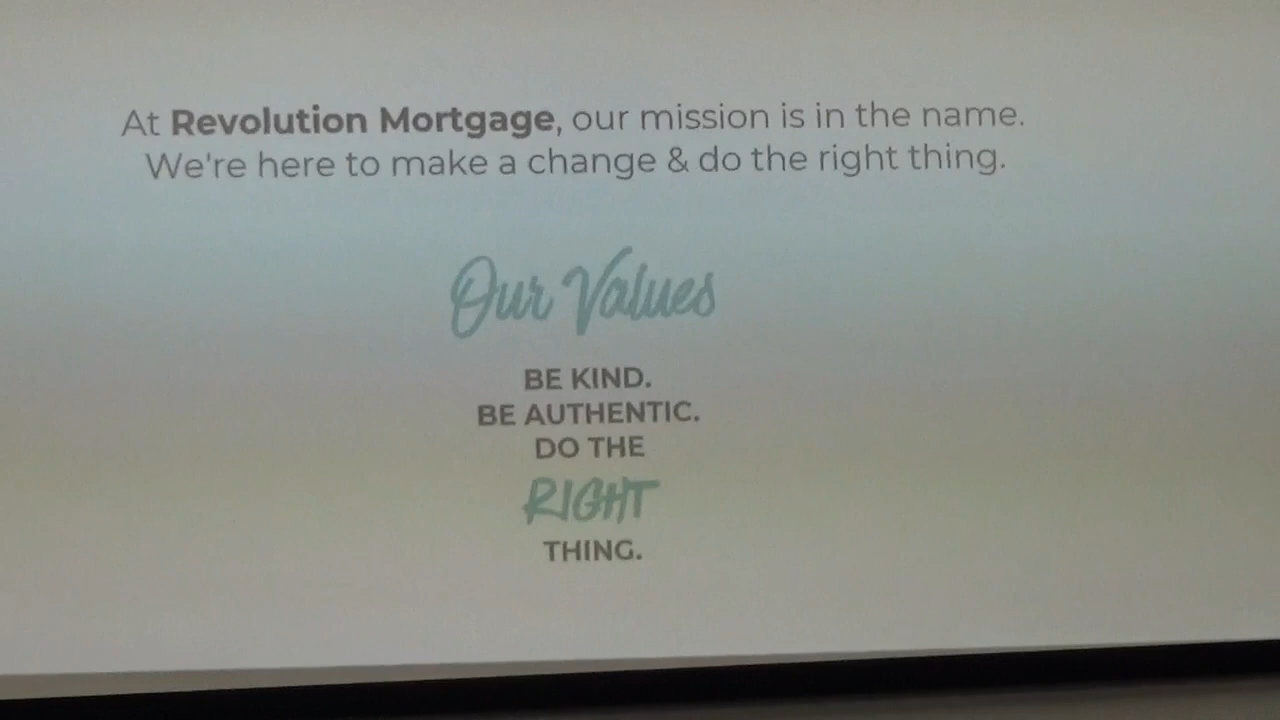 At Revolution Mortgage, our mission is in the name.
We're here to make a change & do the right thing.
Our Values
BE KIND.
BE AUTHENTIC.
DO THE
RIGHT
THING.